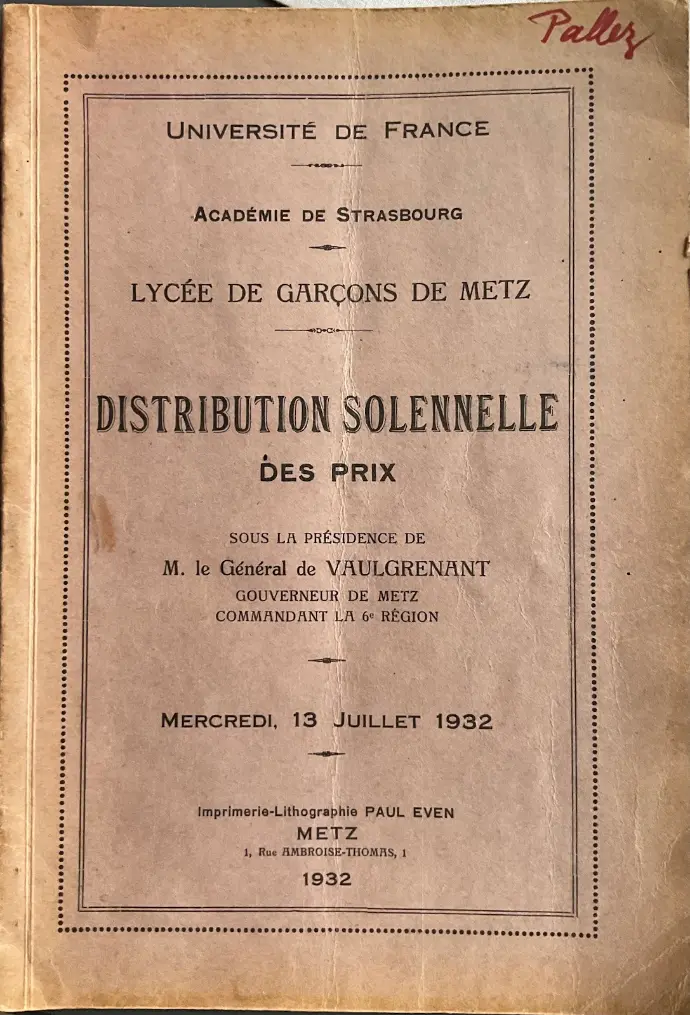 Pallez
UNIVERSITÉ DE FRANCE
ACADÉMIE DE STRASBOURG
LYCÉE DE GARÇONS DE METZ
DISTRIBUTION SOLENNELLE
DES PRIX
SOUS LA PRÉSIDENCE DE
M. le Général de VAULGRENANT
GOUVERNEUR DE METZ
COMMANDANT LA 6e RÉGION
MERCREDI, 13 JUILLET 1932
Imprimerie-Lithographie PAUL EVEN
METZ
1, Rue AMBROISE-THOMAS, 1
1932